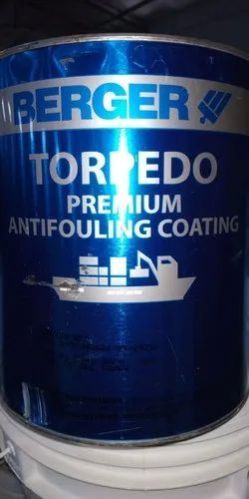 BERGER
TORPEDO
PREMIUM
ANTIFOULING COATING